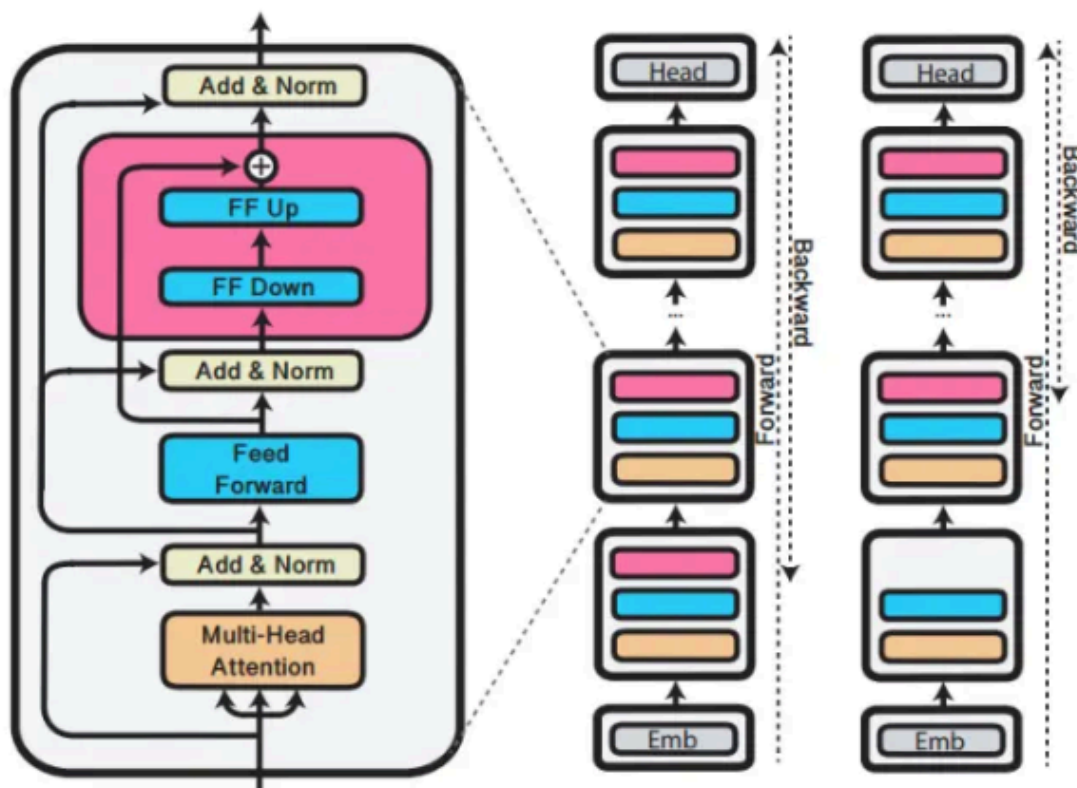 Add & Norm
FF Up
FF Down
Add & Norm
Feed
Forward
Add & Norm
Multi-Head
Attention
Head
...
Emb
Forward
Backward
Head
...
Emb
Forward
Backward